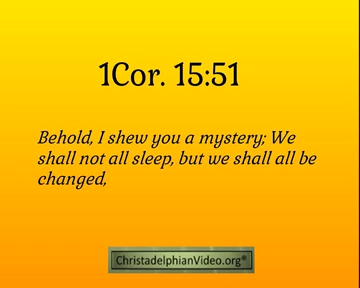 1Cor. 15:51
Behold, I shew you a mystery; We
shall not all sleep, but we shall all be
changed,
ChristadelphianVideo.org®